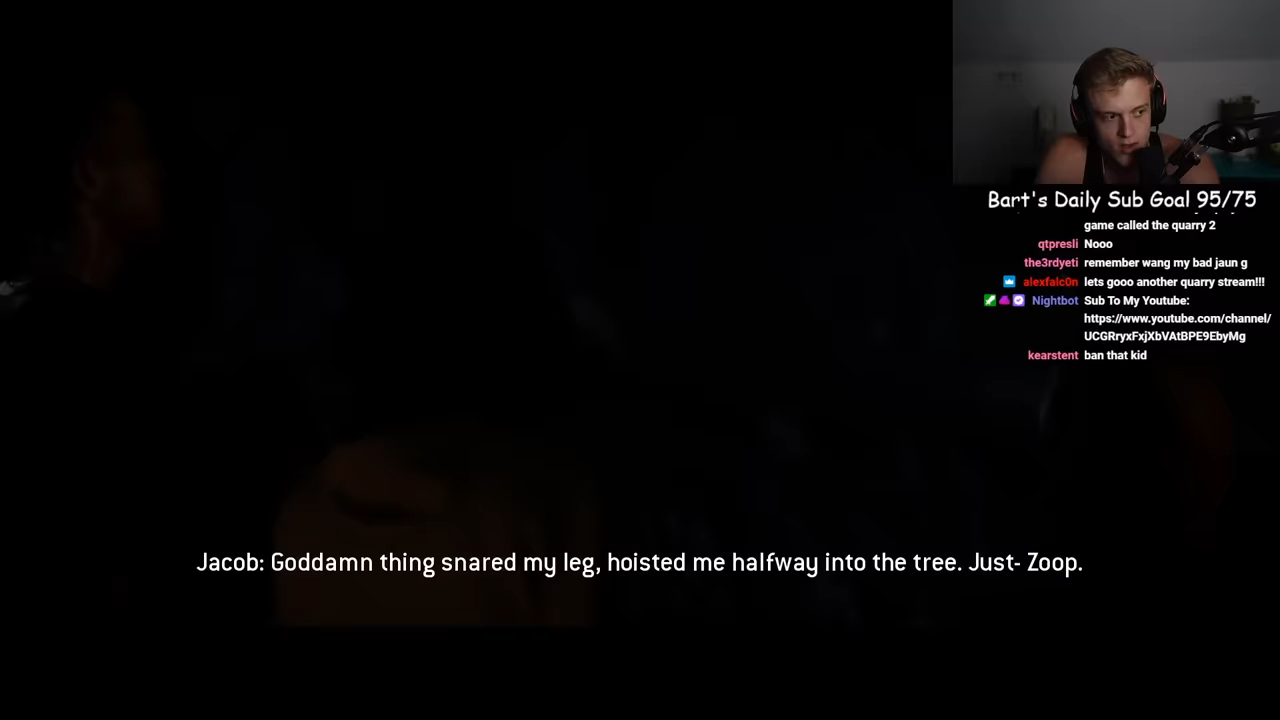 Bart's Daily Sub Goal 95/75
game called the quarry 2
qtpresli Nooo
the3rdyeti remember wang my bad jaun g
alexfalc0n lets gooo another quarry stream!!!
Nightbot Sub To My Youtube:
https://www.youtube.com/channel/
UCGRryxFxjXbVAtBPE9EbyMg
kearstent ban that kid
Jacob: Goddamn thing snared my leg, hoisted me halfway into the tree. Just- Zoop.